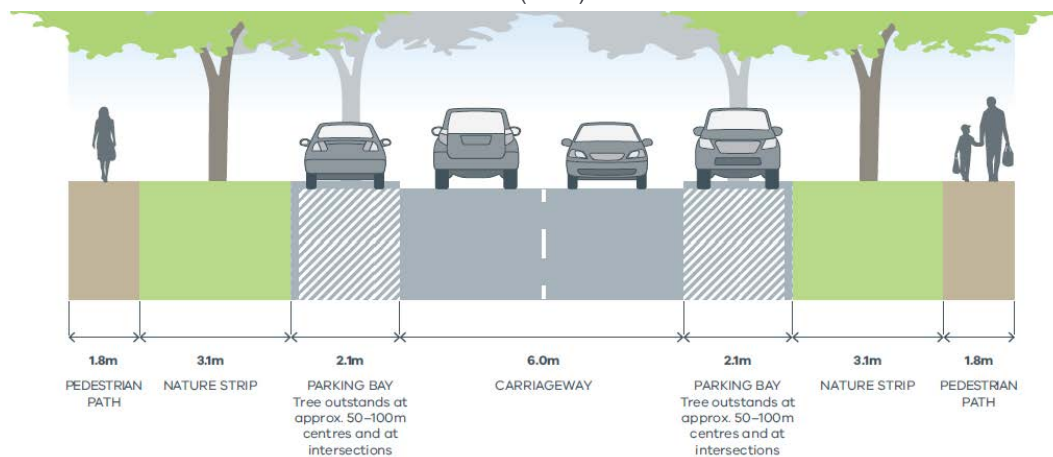 1.8m
3.1m
2.1m
6.0m
2.1m
3.1m
1.8m
PEDESTRIAN
PATH
NATURE STRIP
PARKING BAY
Tree outstands at
approx. 50–100m
centres and at
intersections
CARRIAGEWAY
PARKING BAY
Tree outstands at
approx. 50–100m
centres and at
intersections
NATURE STRIP
PEDESTRIAN
PATH